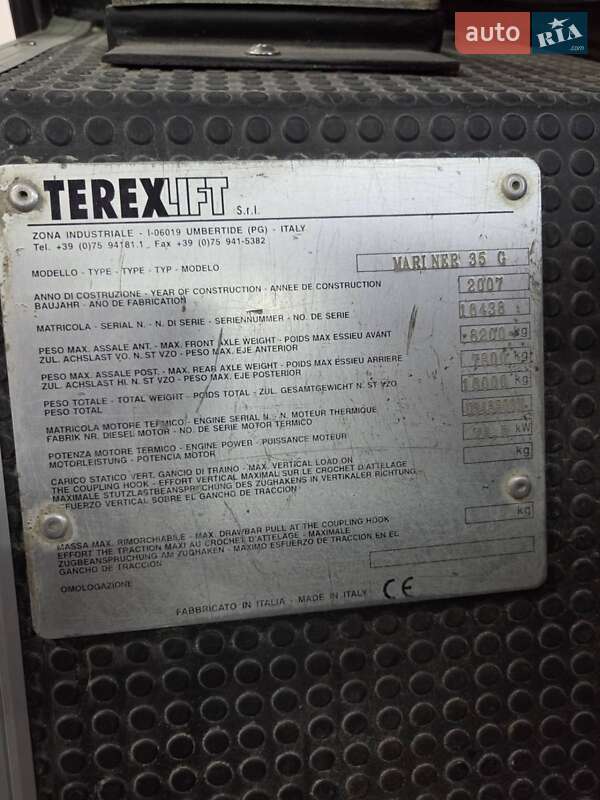 auto RIA.com
TEREXLIFT S.r.l.
ZONA INDUSTRIALE - I-06019 UMBERTIDE (PG) - ITALY
Tel. +39 (0)75 94181.1 Fax +39 (0)75 941-5382
MODELLO - TYPE - TYPE - TYP - MODELO MARINER 35 G
ANNO DI COSTRUZIONE - YEAR OF CONSTRUCTION - ANNEE DE CONSTRUCTION
BAUJAHR - AÑO DE FABRICATION 2007
MATRICOLA - SERIAL N. - N. DI SERIE - SERIENNUMMER - NO. DE SERIE 18438
PESO MAX. ASSALE ANT. - MAX. FRONT AXLE WEIGHT - POIDS MAX ESSIEU AVANT
ZUL. ACHSLAST VO. N. ST VZO - PESO MAX. EJE ANTERIOR 8200 kg
PESO MAX. ASSALE POST. - MAX. REAR AXLE WEIGHT - POIDS MAX ESSIEU ARRIERE
ZUL. ACHSLAST HI. N. ST VZO - PESO MAX. EJE POSTERIOR kg
PESO TOTALE - TOTAL WEIGHT - POIDS TOTAL - ZUL. GESAMTGEWICHT N. ST VZO
PESO TOTAL kg
MATRICOLA MOTORE TERMICO - ENGINE SERIAL N. - N. MOTEUR THERMIQUE
FABRIK NR. DIESEL MOTOR - NO. DE SERIE MOTOR TERMICO
POTENZA MOTORE TERMICO - ENGINE POWER - PUISSANCE MOTEUR
MOTORLEISTUNG - POTENCIA MOTOR kW
CARICO STATICO VERT. GANCIO DI TRAINO - MAX. VERTICAL LOAD ON
THE COUPLING HOOK - EFFORT VERTICAL MAXIMAL SUR LE CROCHET D'ATTELAGE
MAXIMALE STUTZLASTBEANSPRUCHUNG DES ZUGHAKENS IN VERTIKALER RICHTUNG
ESFUERZO VERTICAL SOBRE EL GANCHO DE TRACCION kg
MASSA MAX. RIMORCHIABILE - MAX. DRAWBAR PULL AT THE COUPLING HOOK
EFFORT THE TRACTION MAXI AU CROCHET D'ATTELAGE - MAXIMALE
ZUGBEANSPRUCHUNG AM ZUGHAKEN - MAXIMO ESFUERZO DE TRACCION EN EL
GANCHO DE TRACCION kg
OMOLOGAZIONE
FABBRICATO IN ITALIA - MADE IN ITALY CE